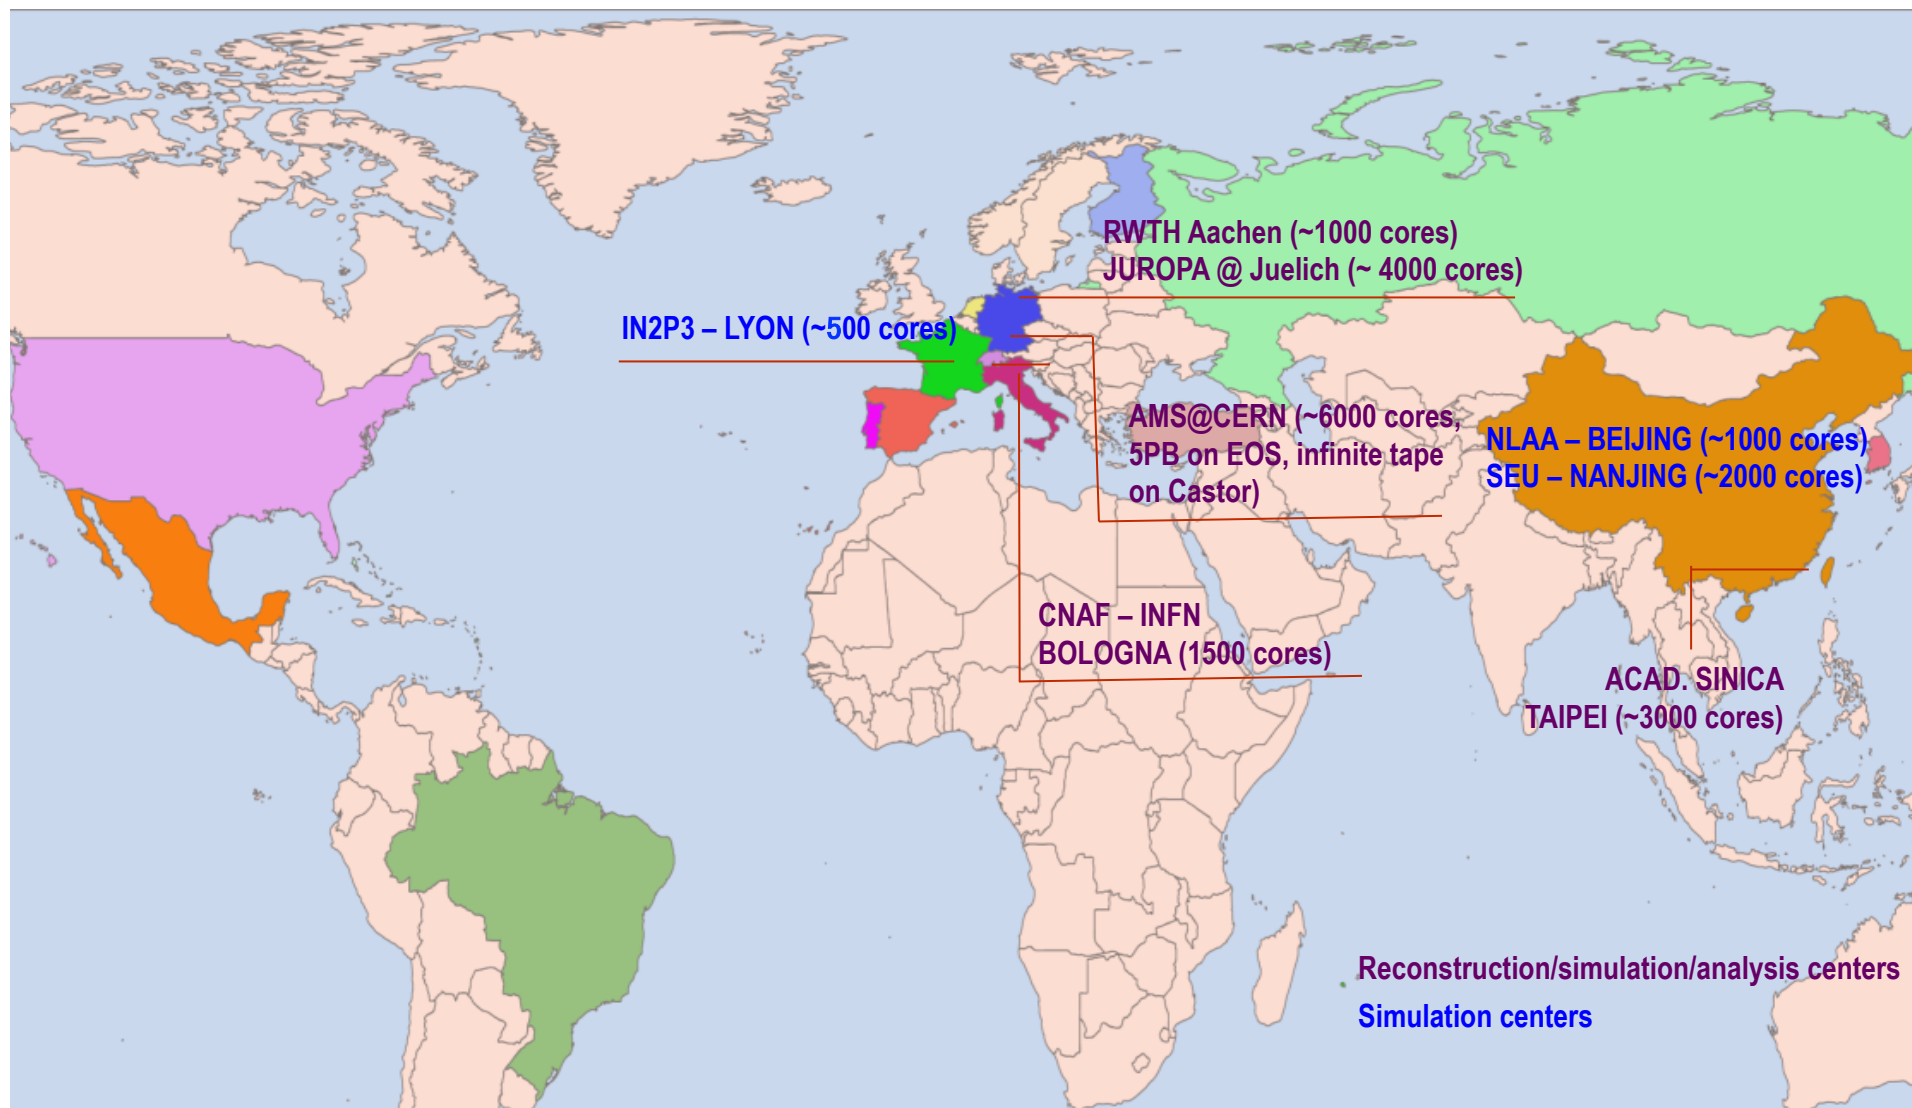 RWTH Aachen (~1000 cores)
JUROPA @ Juelich (~ 4000 cores)
IN2P3 – LYON (~500 cores)
AMS@CERN (~6000 cores,
5PB on EOS, infinite tape
on Castor)
NLAA – BEIJING (~1000 cores)
SEU – NANJING (~2000 cores)
CNAF – INFN
BOLOGNA (1500 cores)
ACAD. SINICA
TAIPEI (~3000 cores)
Reconstruction/simulation/analysis centers
Simulation centers